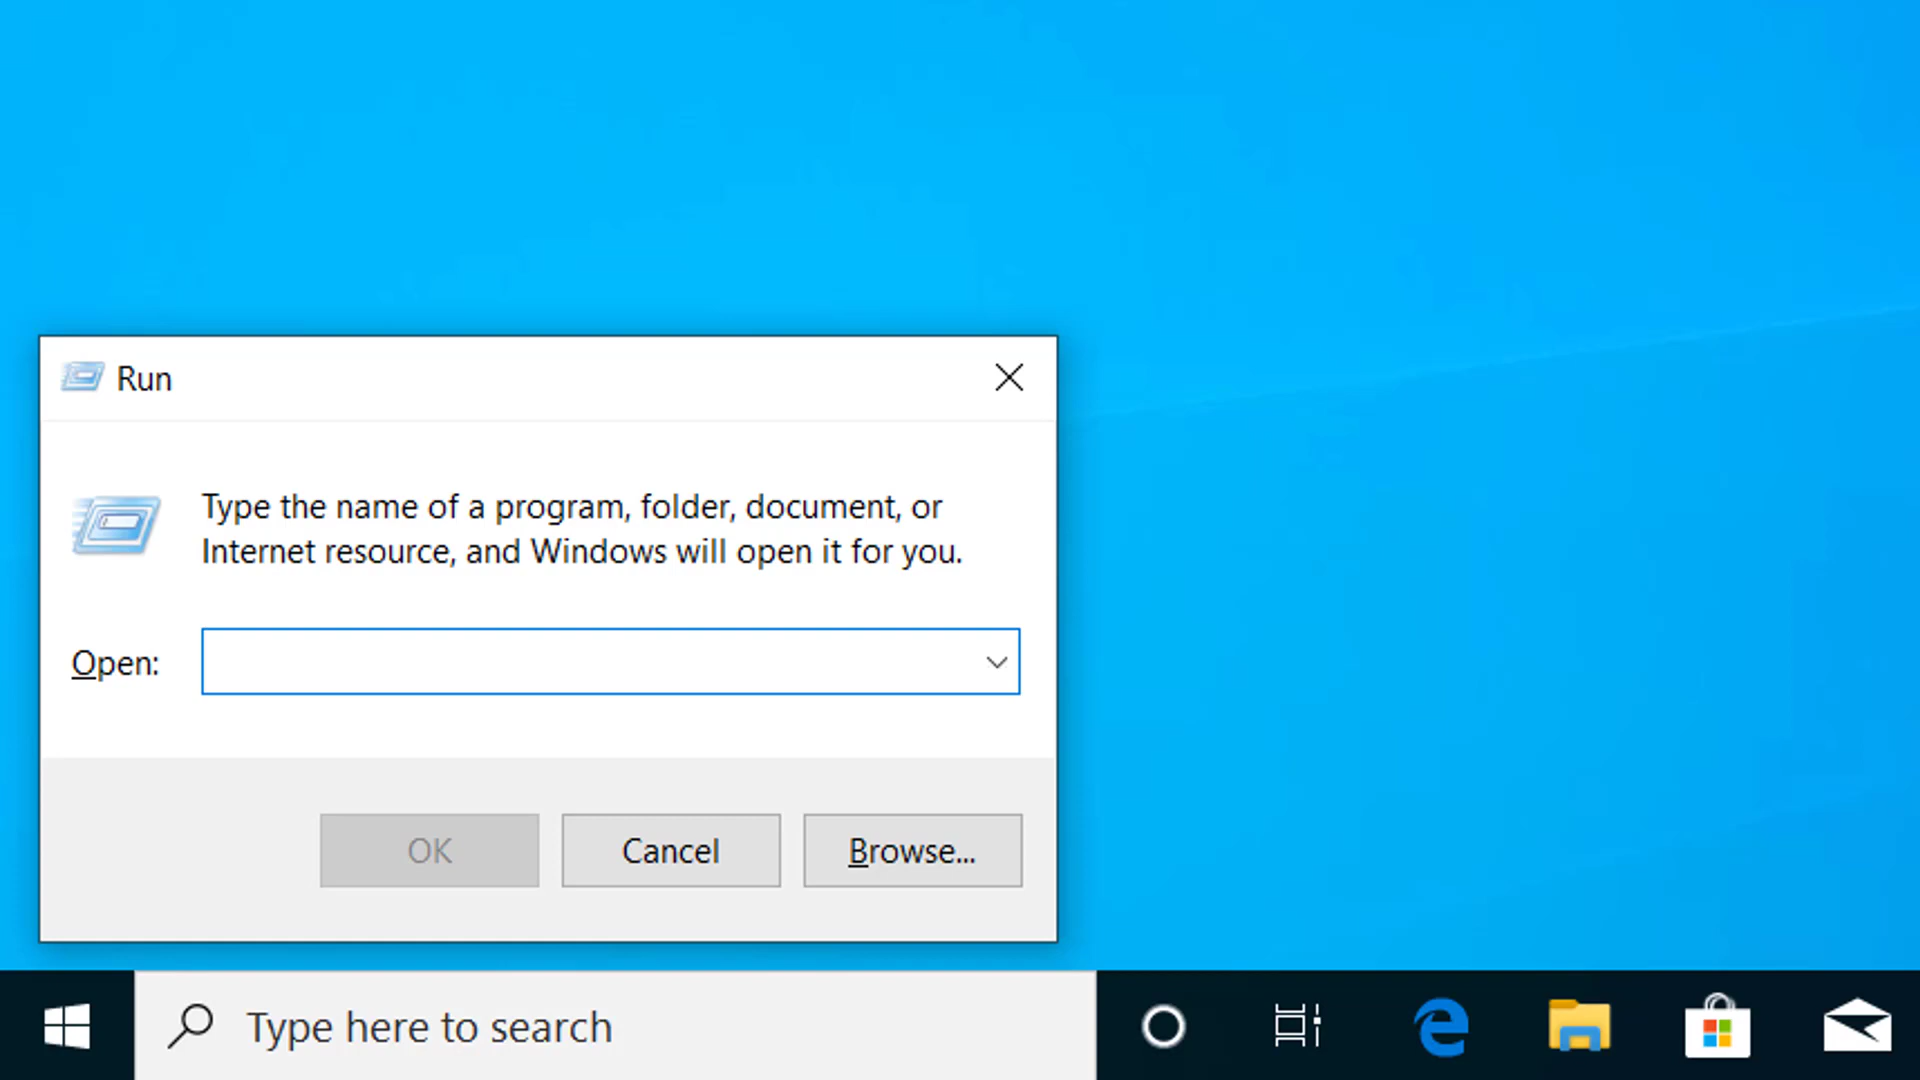 Run
Type the name of a program, folder, document, or
Internet resource, and Windows will open it for you.
Open:
OK
Cancel
Browse...
Type here to search